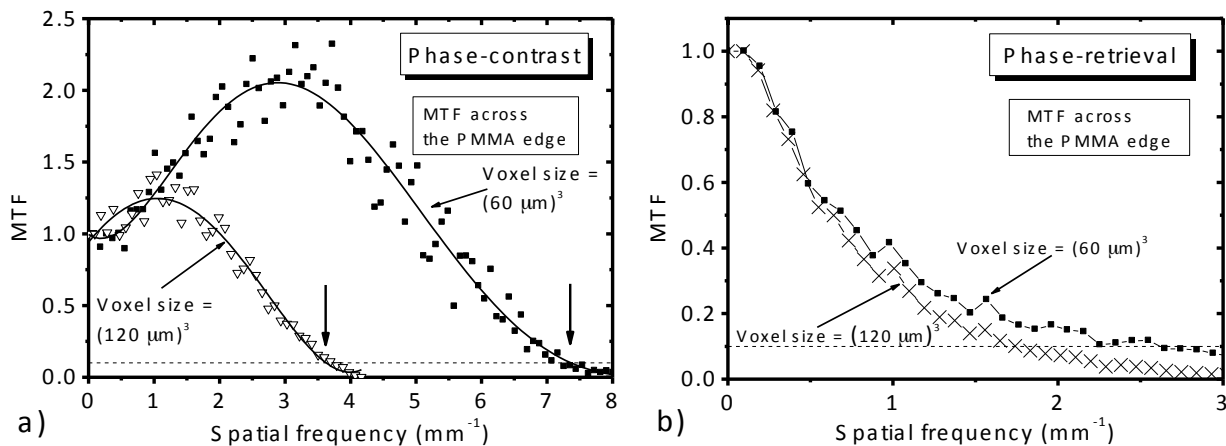 2.5
2.0
1.5
1.0
0.5
0.0
MTF
Phase-contrast
MTF across
the PMMA edge
Voxel size =
(60 µm)³
Voxel size =
(120 µm)³
0 1 2 3 4 5 6 7 8
Spatial frequency (mm⁻¹)
a)
1.0
0.8
0.6
0.4
0.2
0.0
MTF
Phase-retrieval
MTF across
the PMMA edge
Voxel size = (60 µm)³
Voxel size = (120 µm)³
0 1 2 3
Spatial frequency (mm⁻¹)
b)